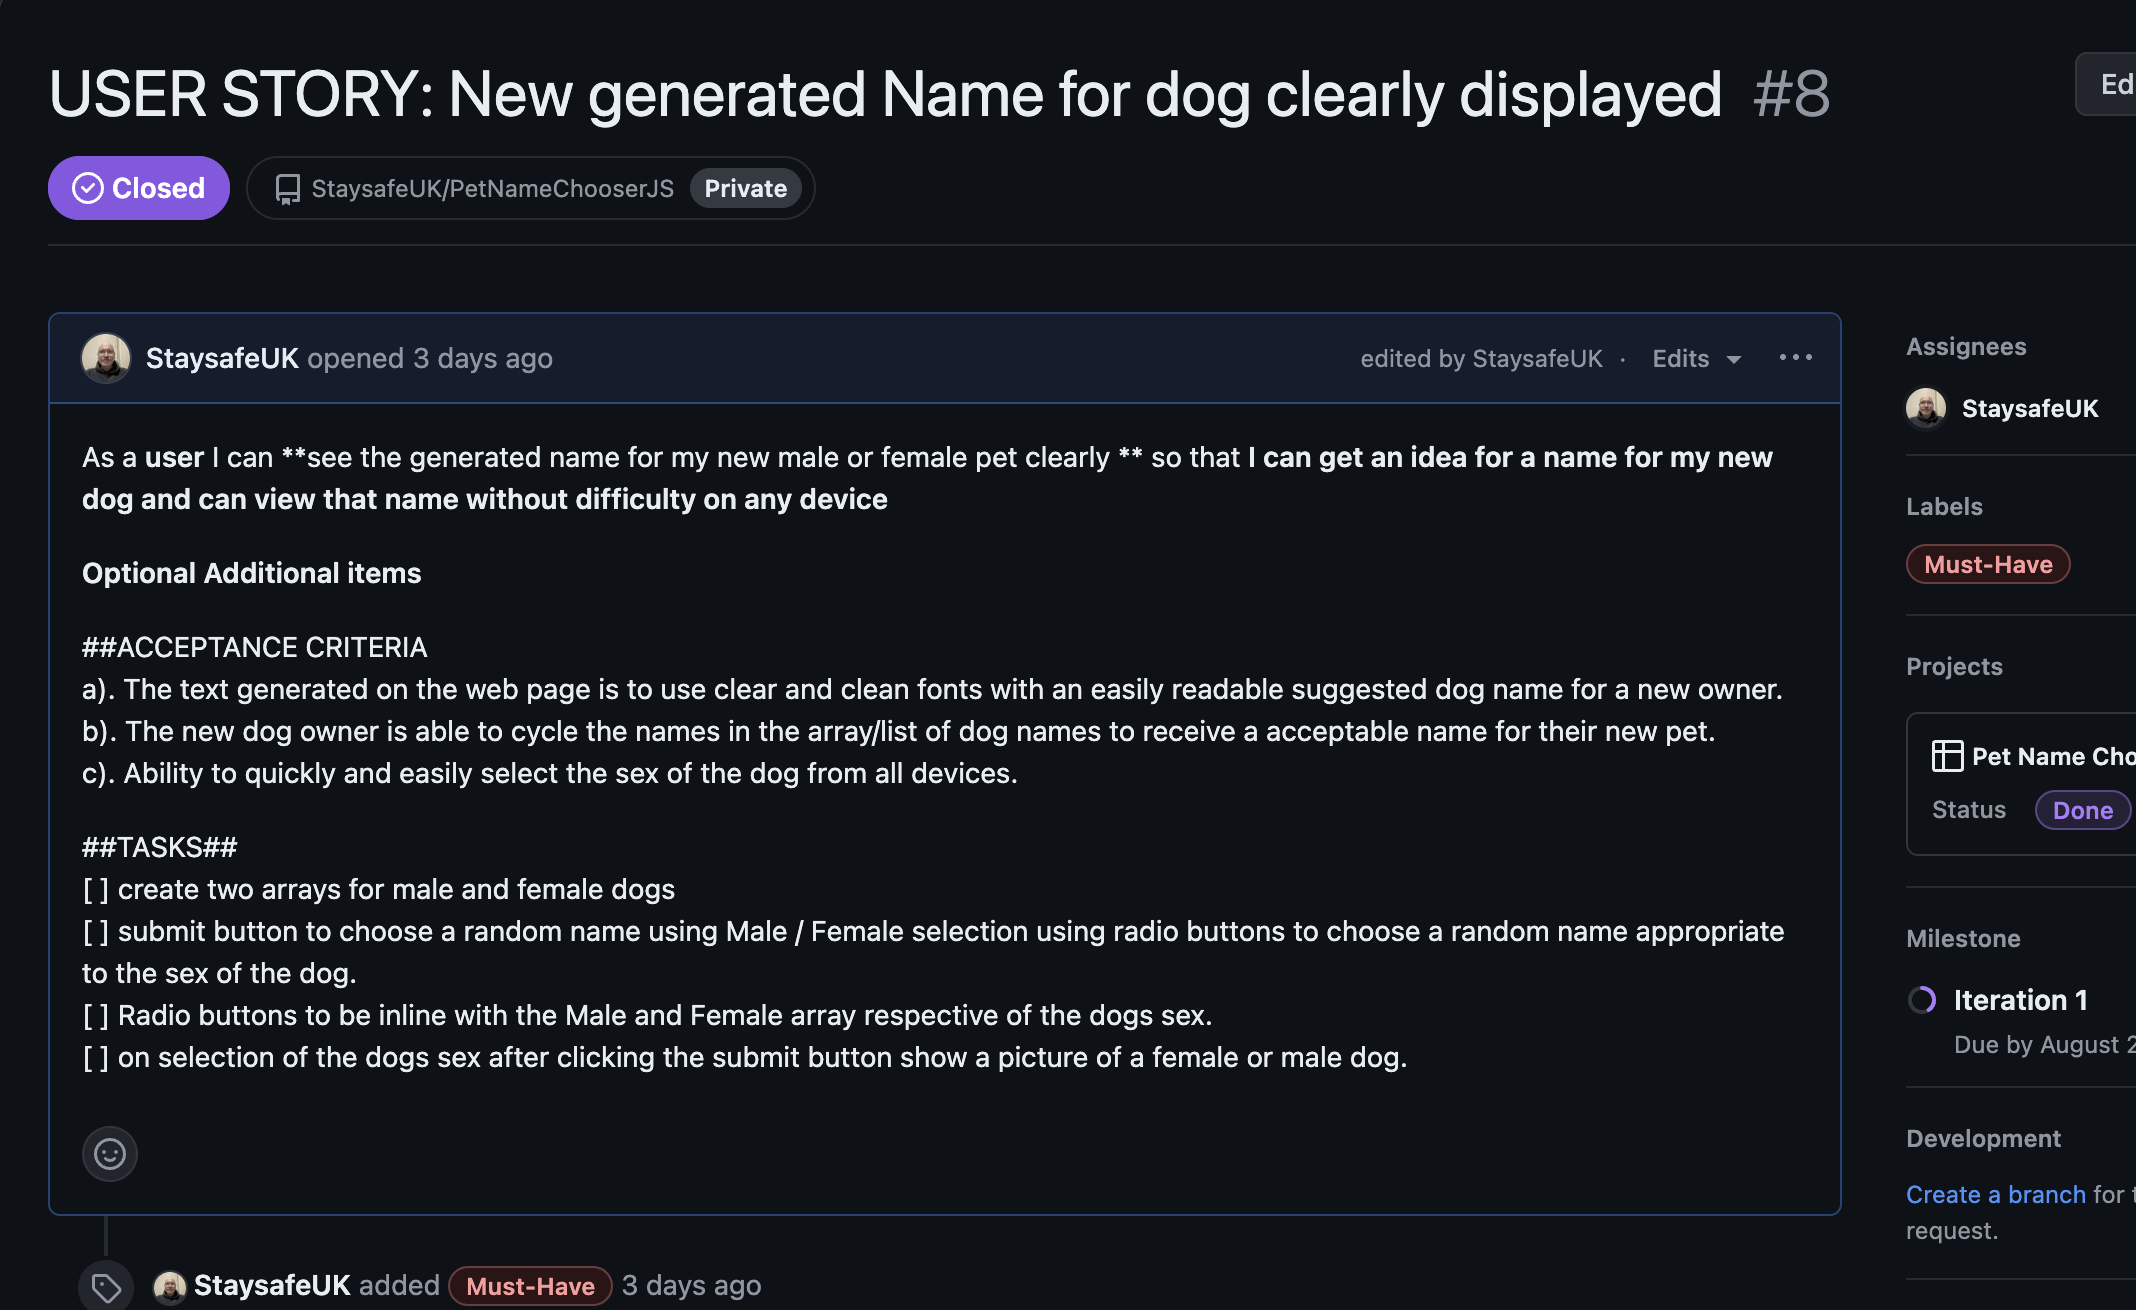 USER STORY: New generated Name for dog clearly displayed #8
Ed
Closed
StaysafeUK/PetNameChooserJS Private
StaysafeUK opened 3 days ago
edited by StaysafeUK · Edits
As a user I can **see the generated name for my new male or female pet clearly ** so that I can get an idea for a name for my new
dog and can view that name without difficulty on any device
Optional Additional items
##ACCEPTANCE CRITERIA
a). The text generated on the web page is to use clear and clean fonts with an easily readable suggested dog name for a new owner.
b). The new dog owner is able to cycle the names in the array/list of dog names to receive a acceptable name for their new pet.
c). Ability to quickly and easily select the sex of the dog from all devices.
##TASKS##
[ ] create two arrays for male and female dogs
[ ] submit button to choose a random name using Male / Female selection using radio buttons to choose a random name appropriate
to the sex of the dog.
[ ] Radio buttons to be inline with the Male and Female array respective of the dogs sex.
[ ] on selection of the dogs sex after clicking the submit button show a picture of a female or male dog.
StaysafeUK added Must-Have 3 days ago
Assignees
StaysafeUK
Labels
Must-Have
Projects
Pet Name Cho
Status Done
Milestone
Iteration 1
Due by August 2
Development
Create a branch for t
request.